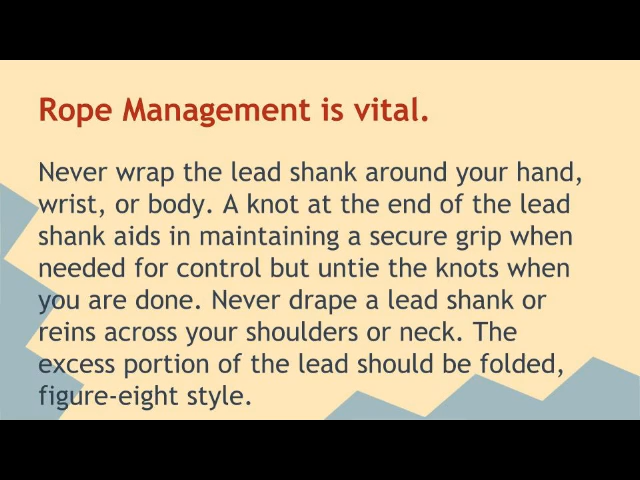 Rope Management is vital.
Never wrap the lead shank around your hand,
wrist, or body. A knot at the end of the lead
shank aids in maintaining a secure grip when
needed for control but untie the knots when
you are done. Never drape a lead shank or
reins across your shoulders or neck. The
excess portion of the lead should be folded,
figure-eight style.